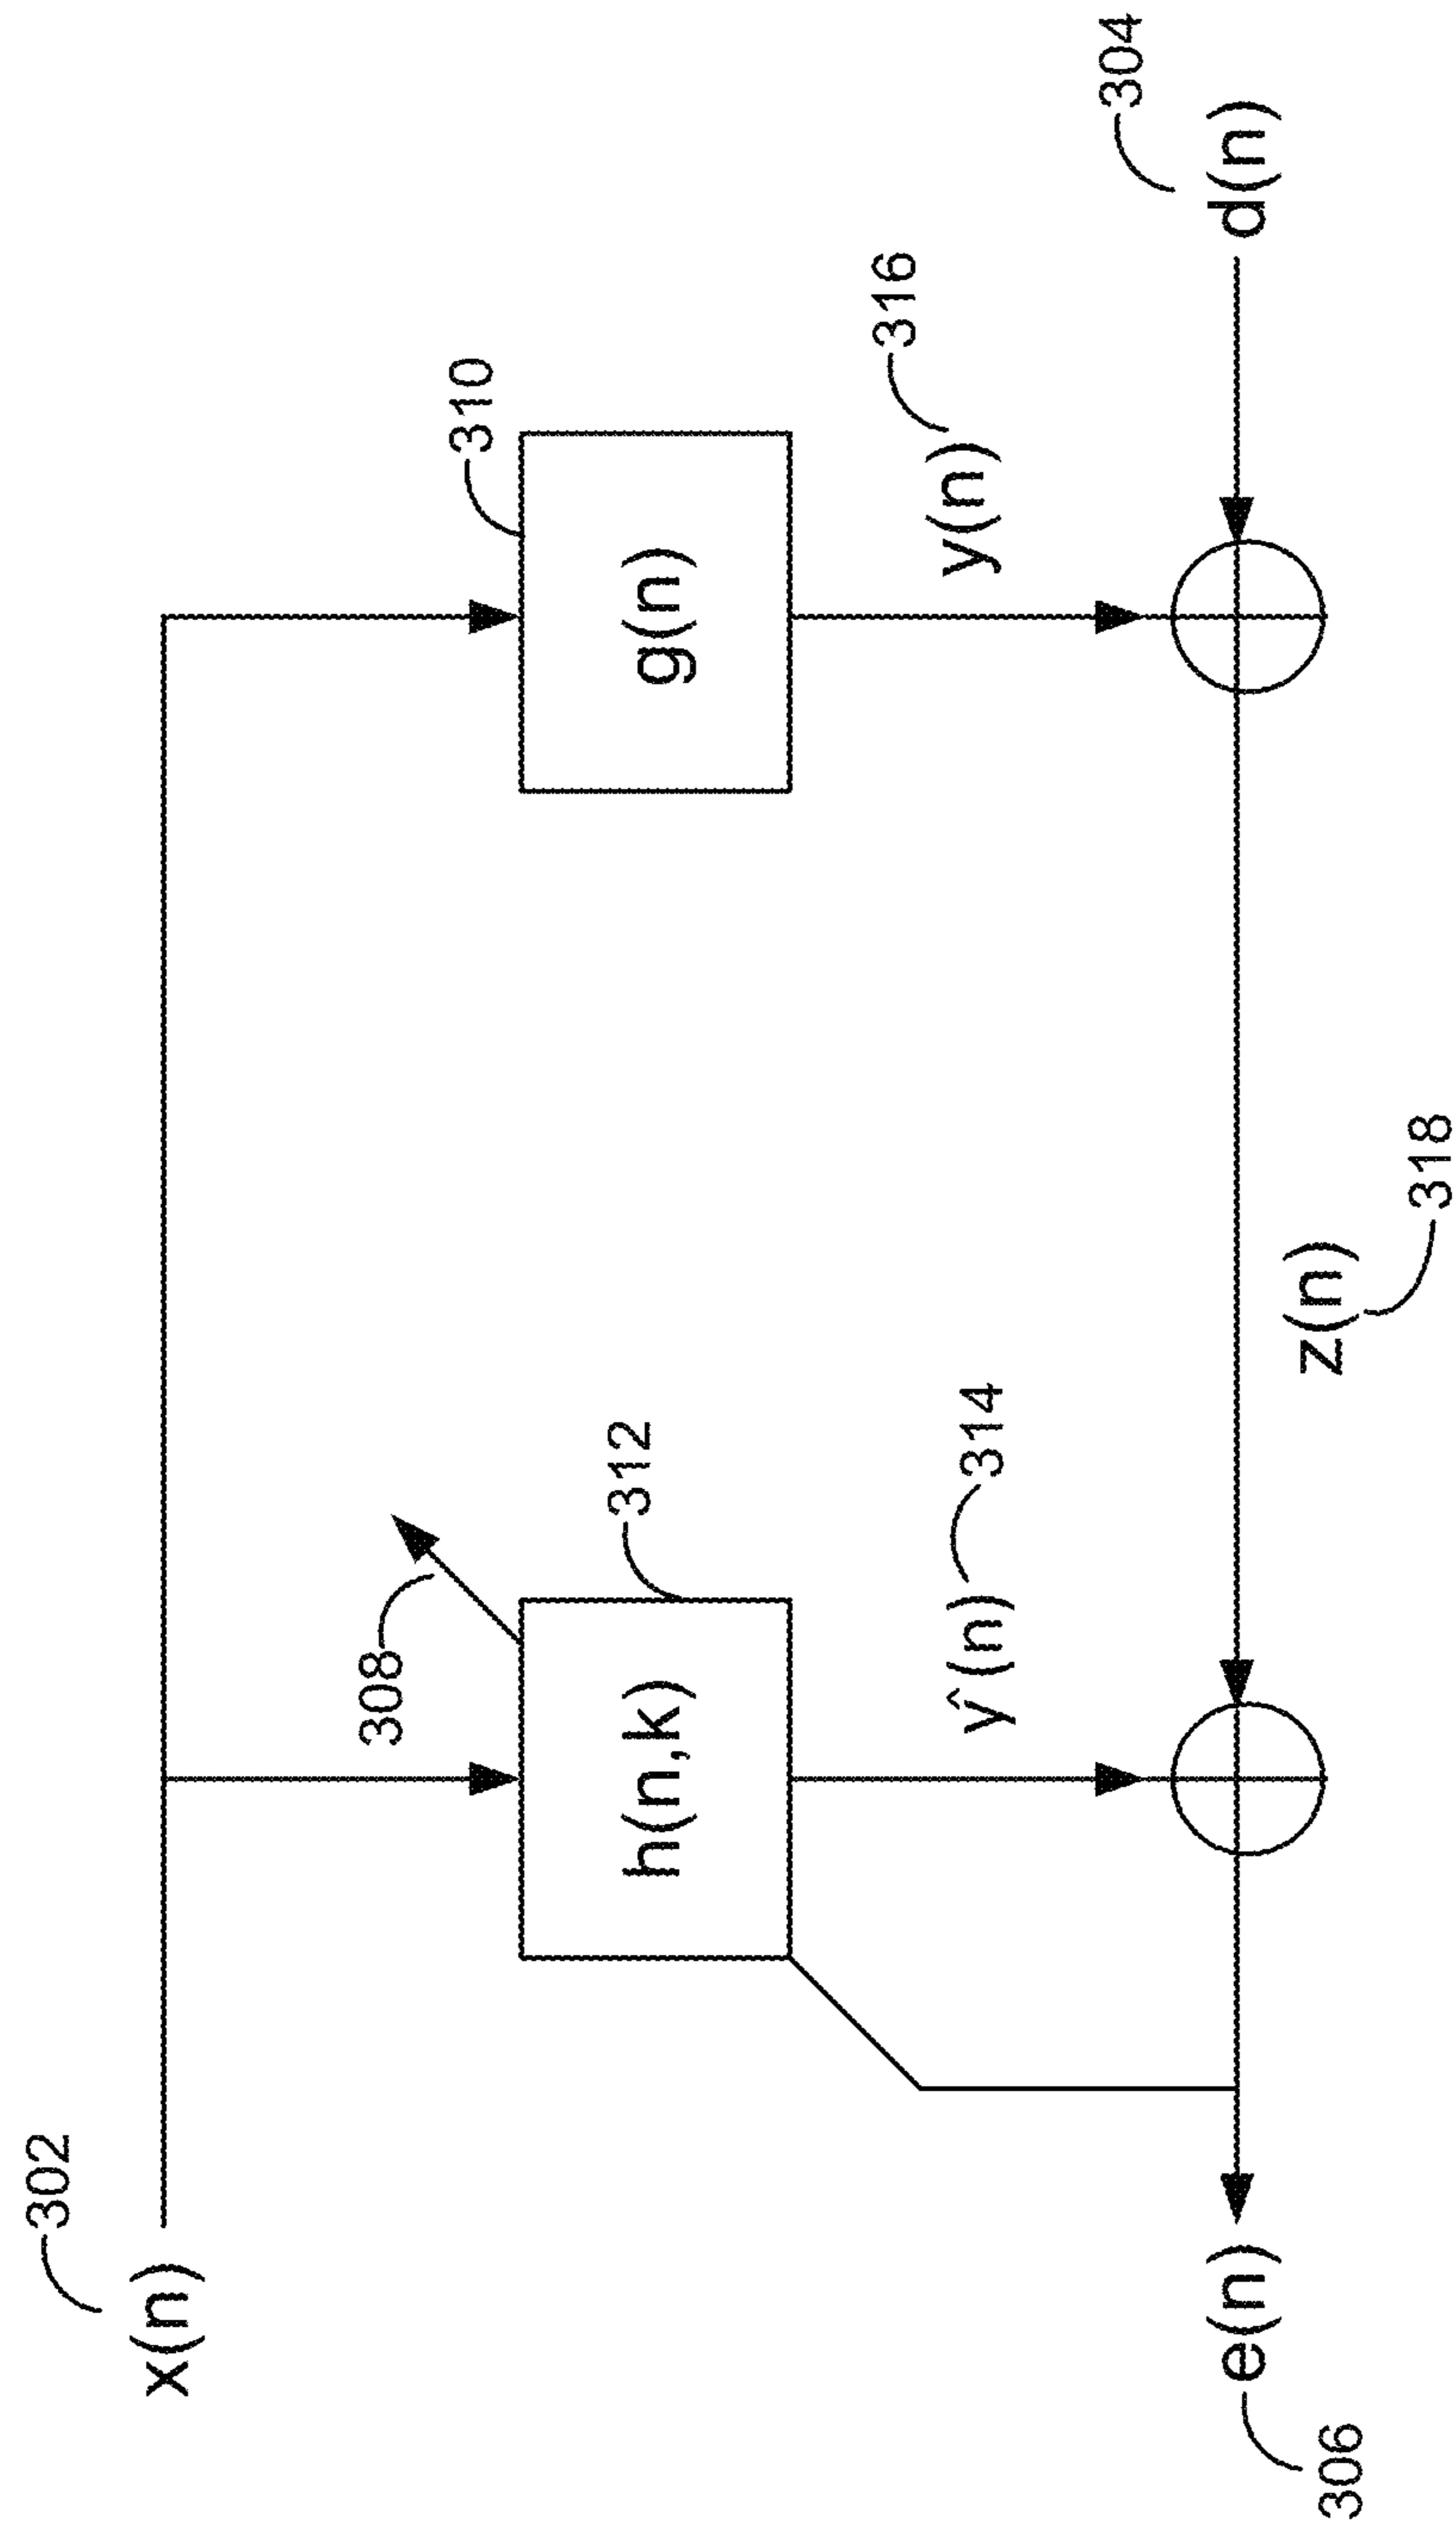 302
x(n)
308
312
h(n,k)
310
g(n)
ŷ(n)
314
y(n)
316
306
e(n)
z(n)
318
304
d(n)